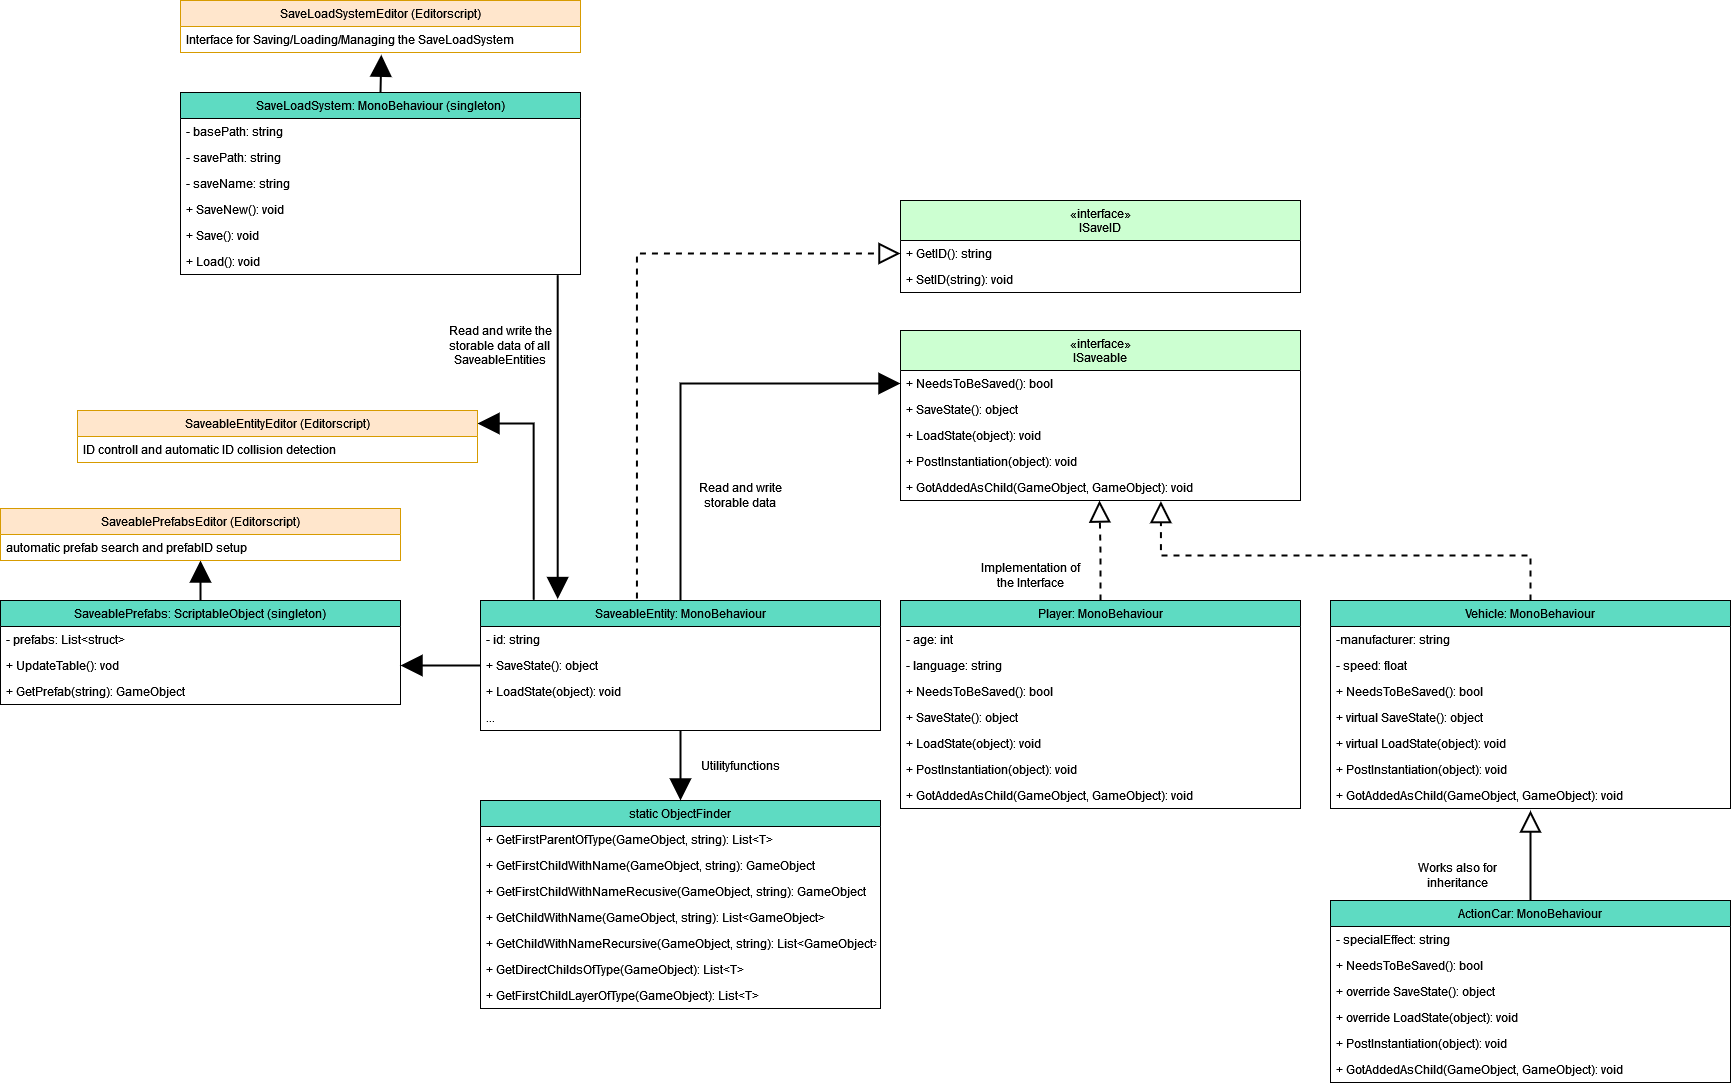 SaveLoadSystemEditor (Editorscript)
Interface for Saving/Loading/Managing the SaveLoadSystem
SaveLoadSystem: MonoBehaviour (singleton)
- basePath: string
- savePath: string
- saveName: string
+ SaveNew(): void
+ Save(): void
+ Load(): void
Read and write the
storable data of all
SaveableEntities
«interface»
ISaveID
+ GetID(): string
+ SetID(string): void
«interface»
ISaveable
+ NeedsToBeSaved(): bool
+ SaveState(): object
+ LoadState(object): void
+ PostInstantiation(object): void
+ GotAddedAsChild(GameObject, GameObject): void
SaveableEntityEditor (Editorscript)
ID controll and automatic ID collision detection
Read and write
storable data
SaveablePrefabsEditor (Editorscript)
automatic prefab search and prefabID setup
Implementation of
the Interface
SaveablePrefabs: ScriptableObject (singleton)
- prefabs: List<struct>
+ UpdateTable(): vod
+ GetPrefab(string): GameObject
SaveableEntity: MonoBehaviour
- id: string
+ SaveState(): object
+ LoadState(object): void
...
Player: MonoBehaviour
- age: int
- language: string
+ NeedsToBeSaved(): bool
+ SaveState(): object
+ LoadState(object): void
+ PostInstantiation(object): void
+ GotAddedAsChild(GameObject, GameObject): void
Vehicle: MonoBehaviour
-manufacturer: string
- speed: float
+ NeedsToBeSaved(): bool
+ virtual SaveState(): object
+ virtual LoadState(object): void
+ PostInstantiation(object): void
+ GotAddedAsChild(GameObject, GameObject): void
Utilityfunctions
static ObjectFinder
+ GetFirstParentOfType(GameObject, string): List<T>
+ GetFirstChildWithName(GameObject, string): GameObject
+ GetFirstChildWithNameRecusive(GameObject, string): GameObject
+ GetChildWithName(GameObject, string): List<GameObject>
+ GetChildWithNameRecursive(GameObject, string): List<GameObject>
+ GetDirectChildsOfType(GameObject): List<T>
+ GetFirstChildLayerOfType(GameObject): List<T>
Works also for
inheritance
ActionCar: MonoBehaviour
- specialEffect: string
+ NeedsToBeSaved(): bool
+ override SaveState(): object
+ override LoadState(object): void
+ PostInstantiation(object): void
+ GotAddedAsChild(GameObject, GameObject): void